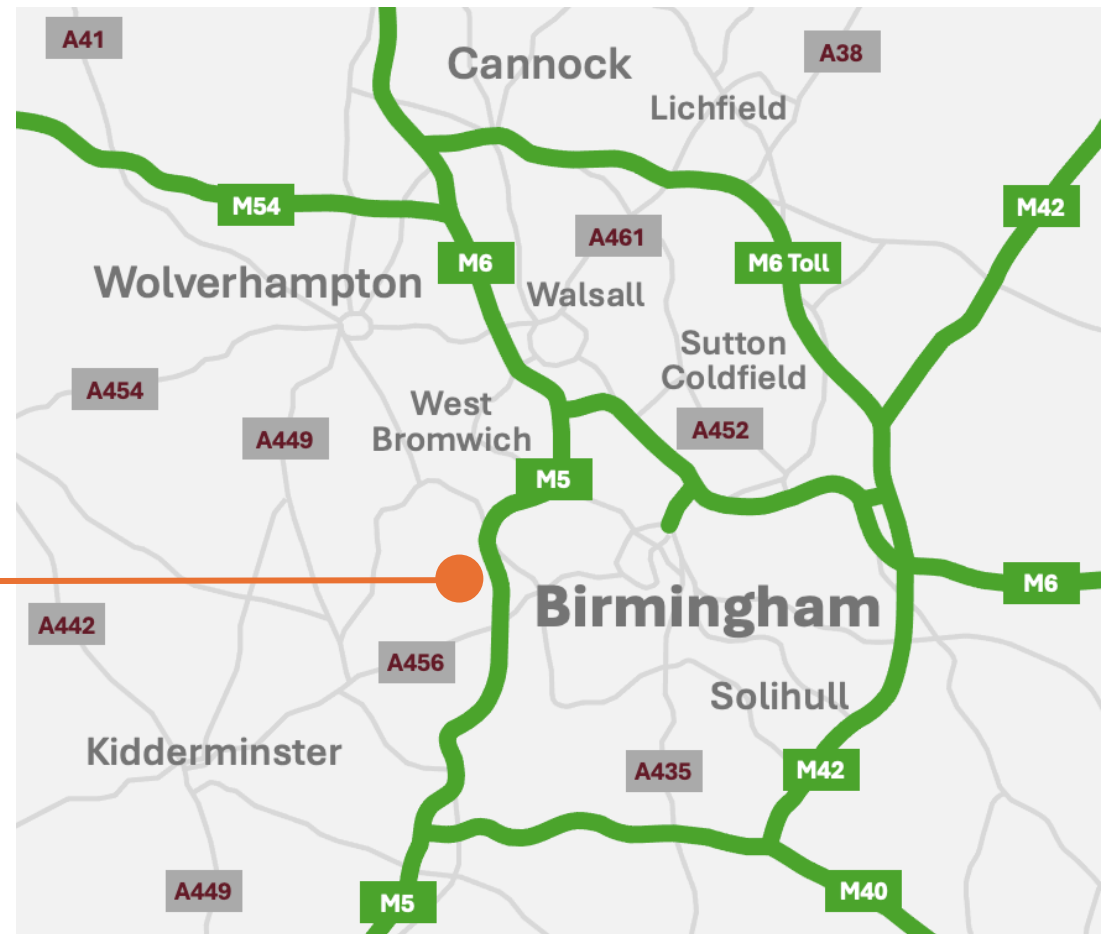 A41
Cannock
A38
Lichfield
M54
M42
A461
M6
M6 Toll
Wolverhampton
Walsall
Sutton
Coldfield
A454
West
Bromwich
A449
A452
M5
Birmingham
M6
A442
A456
Solihull
Kidderminster
A435
M42
A449
M5
M40